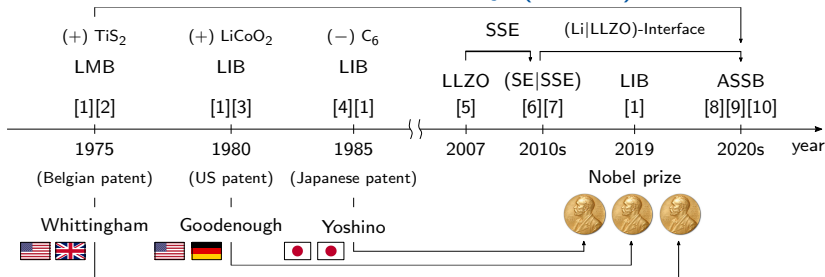 SSE (Li|LLZO)-Interface
(+) TiS₂ (+) LiCoO₂ (−) C₆
LMB LIB LIB LLZO (SE|SSE) LIB ASSB
[1][2] [1][3] [4][1] [5] [6][7] [1] [8][9][10]
1975 1980 1985 2007 2010s 2019 2020s year
(Belgian patent) (US patent) (Japanese patent) Nobel prize
Whittingham Goodenough Yoshino